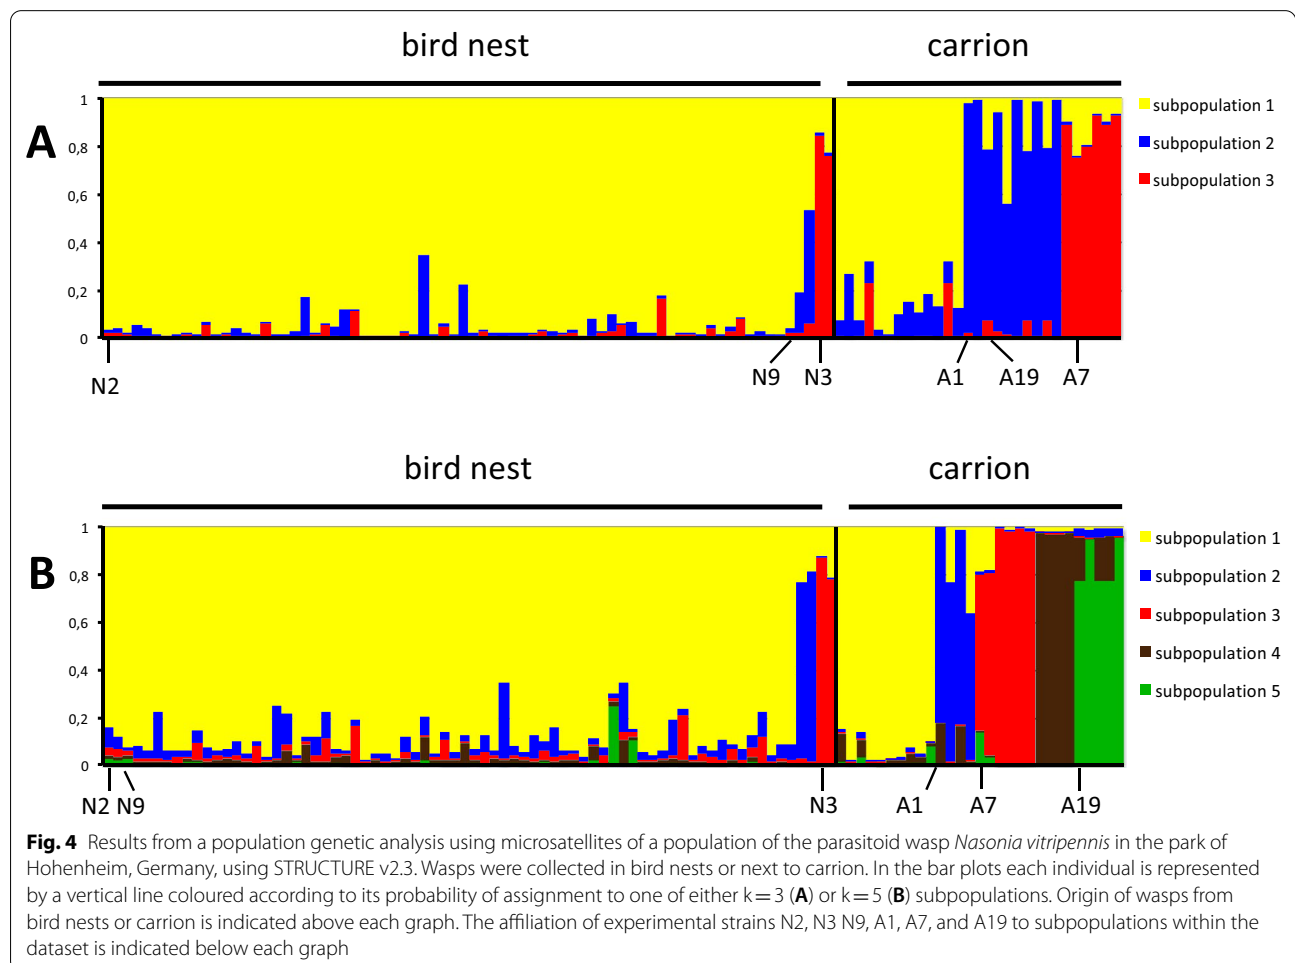 bird nest
carrion
A
1
0,8
0,6
0,4
0,2
0
subpopulation 1
subpopulation 2
subpopulation 3
N2
N9
N3
A1
A19
A7
bird nest
carrion
B
1
0,8
0,6
0,4
0,2
0
subpopulation 1
subpopulation 2
subpopulation 3
subpopulation 4
subpopulation 5
N2 N9
N3
A1
A7
A19
Fig. 4 Results from a population genetic analysis using microsatellites of a population of the parasitoid wasp Nasonia vitripennis in the park of
Hohenheim, Germany, using STRUCTURE v2.3. Wasps were collected in bird nests or next to carrion. In the bar plots each individual is represented
by a vertical line coloured according to its probability of assignment to one of either k = 3 (A) or k = 5 (B) subpopulations. Origin of wasps from
bird nests or carrion is indicated above each graph. The affiliation of experimental strains N2, N3 N9, A1, A7, and A19 to subpopulations within the
dataset is indicated below each graph